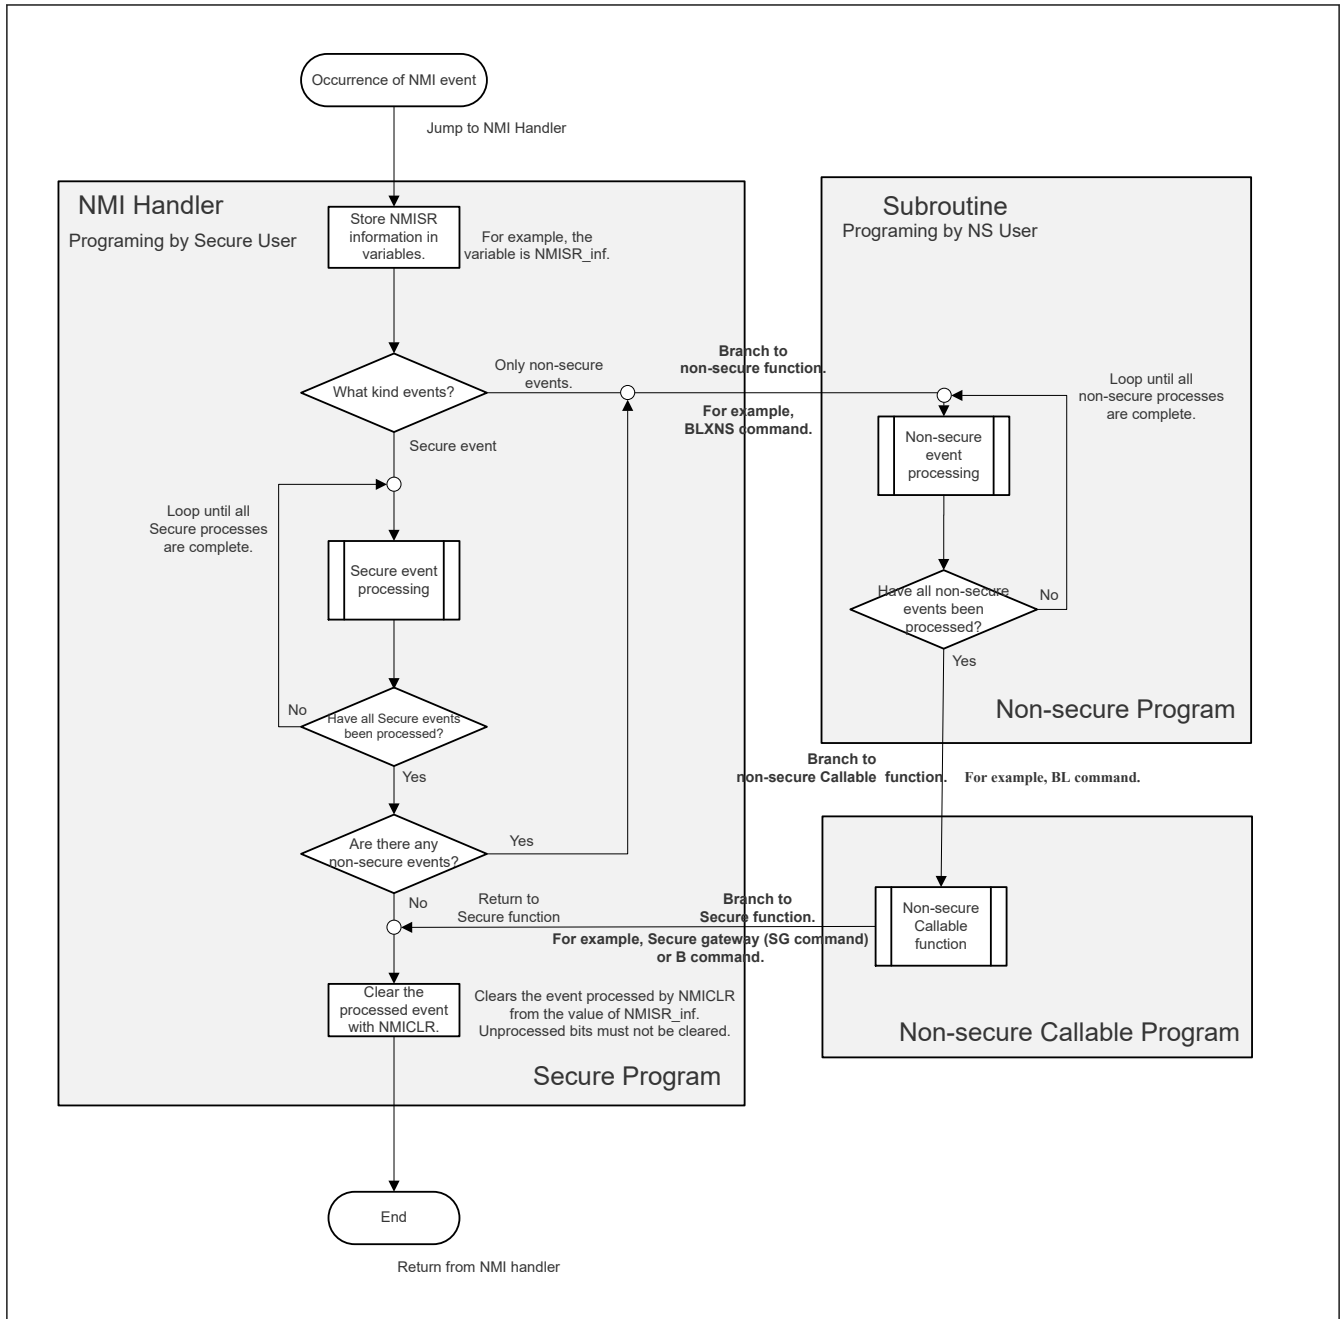 Occurrence of NMI event
Jump to NMI Handler
NMI Handler
Programing by Secure User
Store NMISR
information in
variables.
For example, the
variable is NMISR_inf.
What kind events?
Only non-secure
events.
Secure event
Loop until all
Secure processes
are complete.
Secure event
processing
No
Have all Secure events
been processed?
Yes
Are there any
non-secure events?
Yes
No
Return to
Secure function
Clear the
processed event
with NMICLR.
Clears the event processed by NMICLR
from the value of NMISR_inf.
Unprocessed bits must not be cleared.
Secure Program
End
Return from NMI handler
Branch to
non-secure function.
For example,
BLXNS command.
Subroutine
Programing by NS User
Loop until all
non-secure processes
are complete.
Non-secure
event
processing
Have all non-secure
events been
processed?
No
Yes
Non-secure Program
Branch to
non-secure Callable function.
For example, BL command.
Non-secure
Callable
function
Branch to
Secure function.
For example, Secure gateway (SG command)
or B command.
Non-secure Callable Program